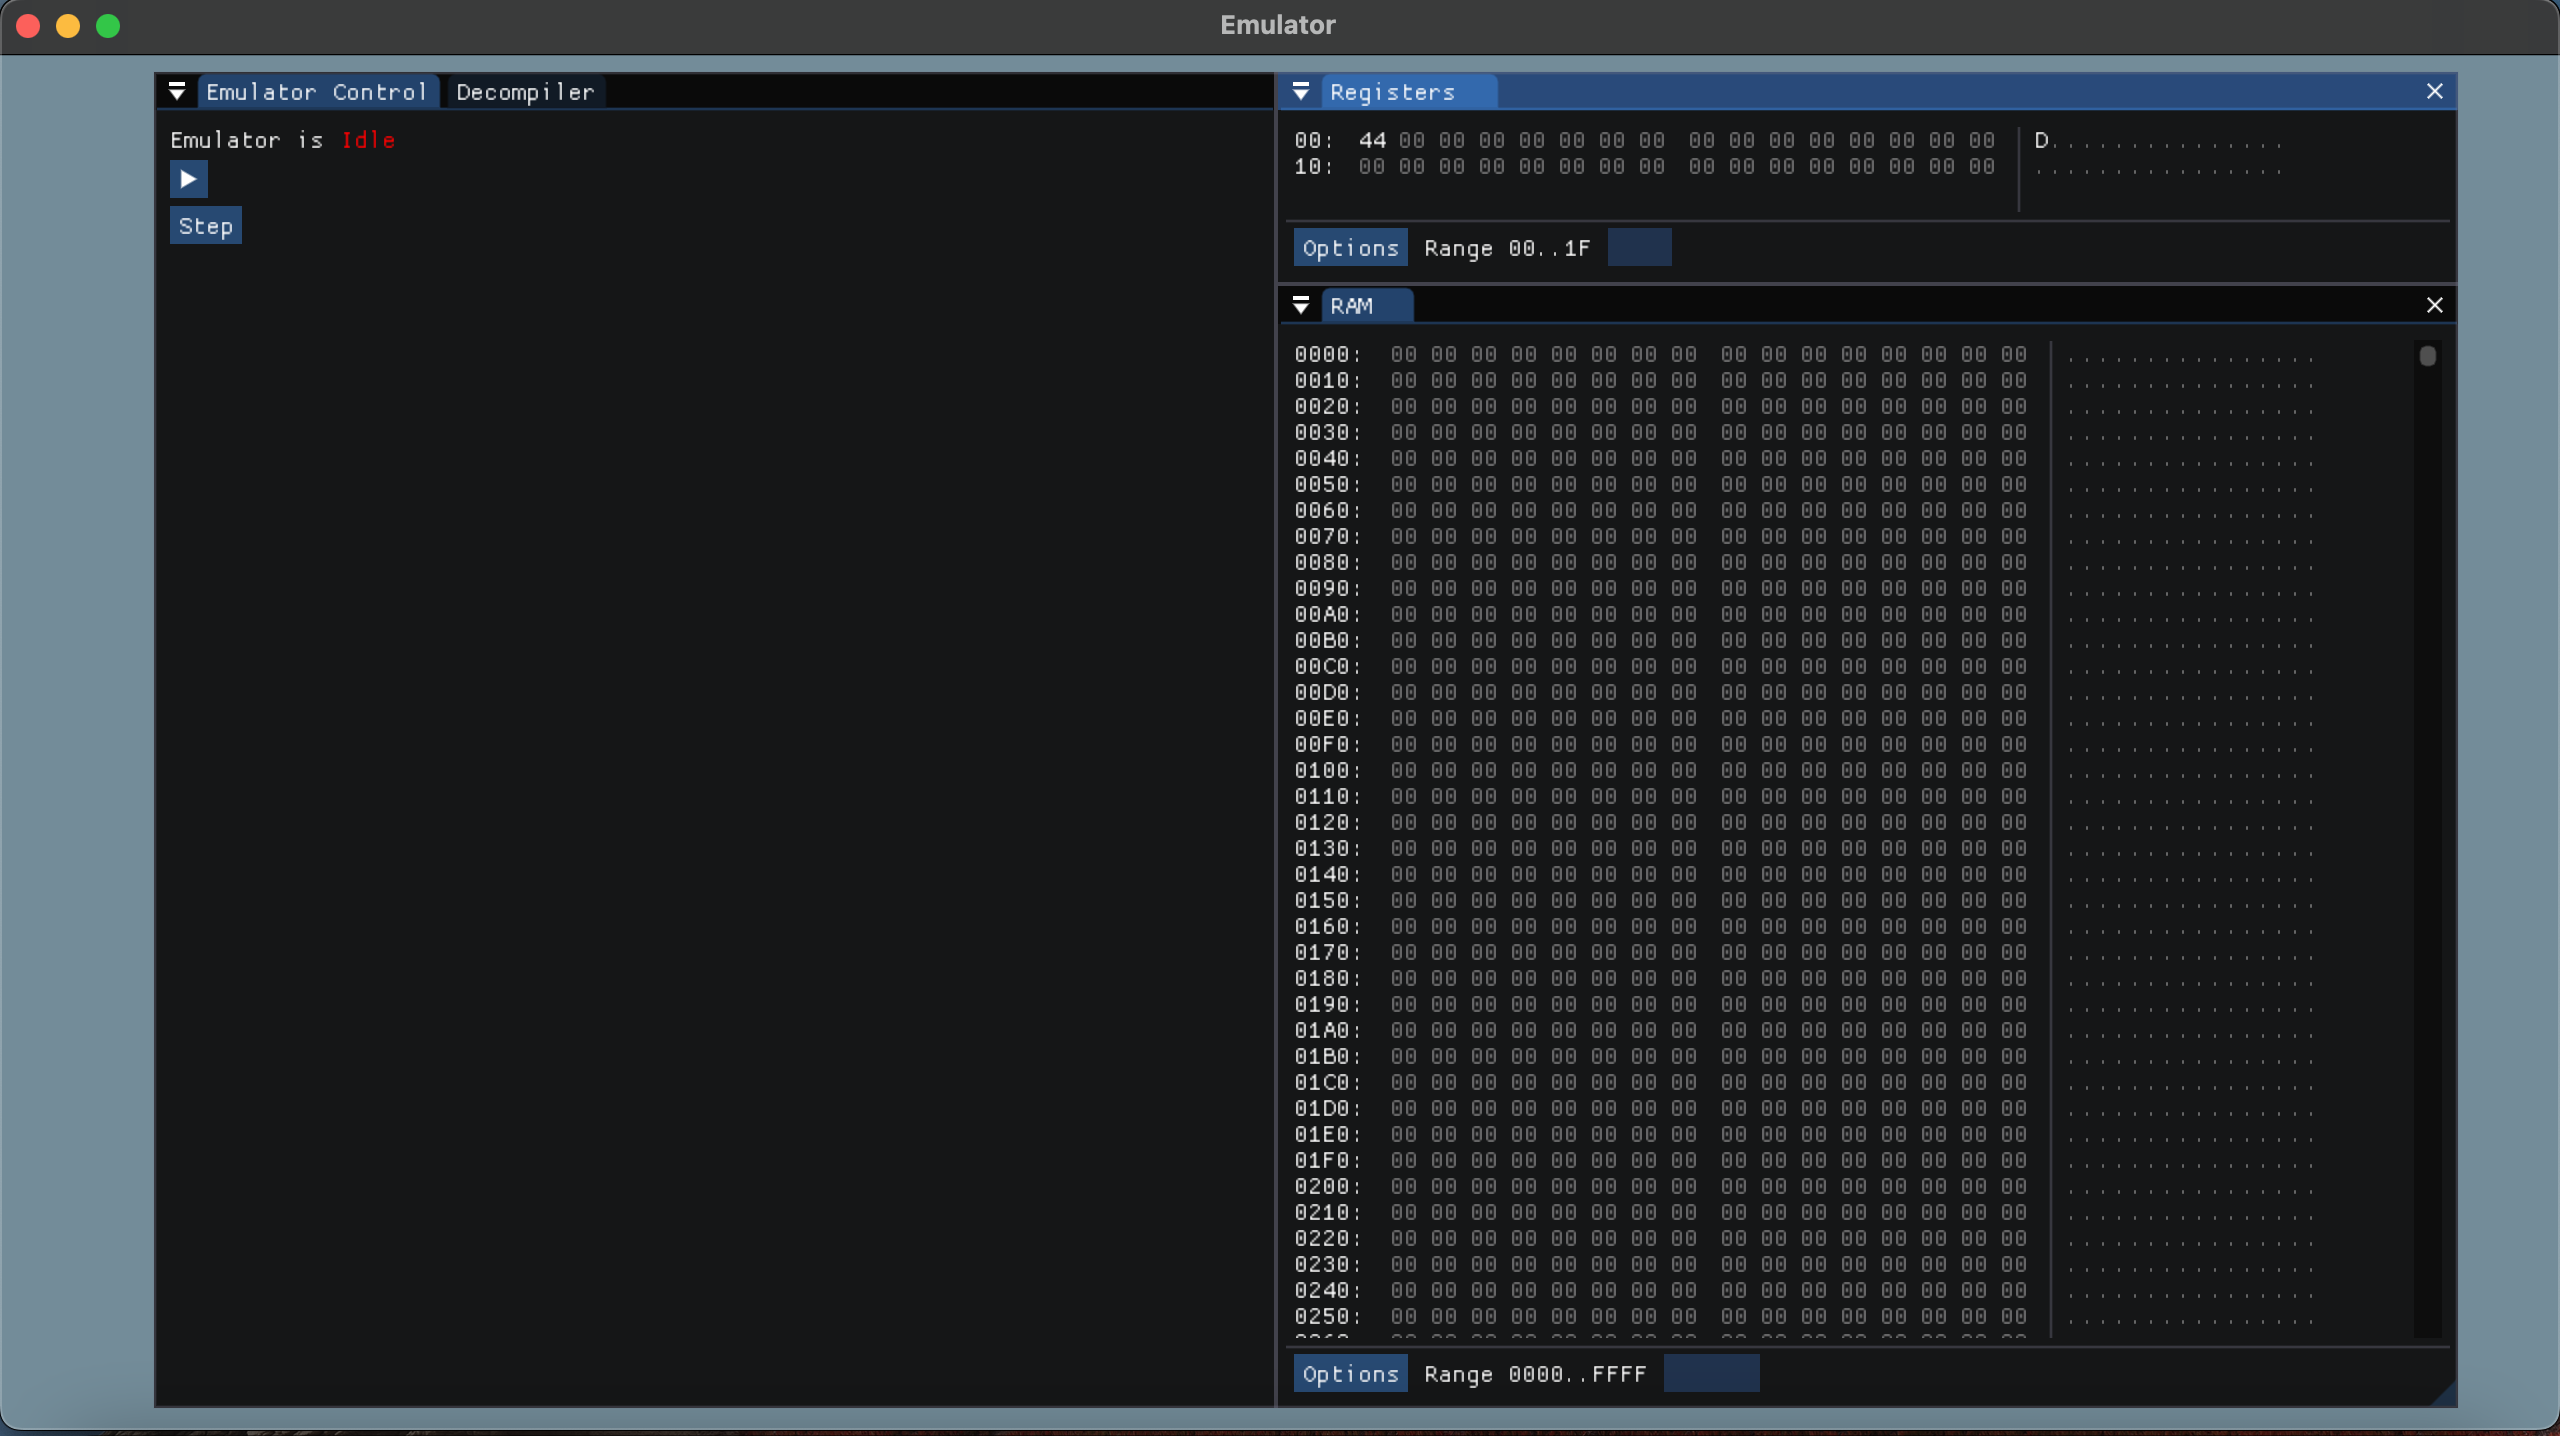 Emulator
Emulator Control Decompiler
Emulator is Idle
Step
Registers
00: 44 00 00 00 00 00 00 00 00 00 00 00 00 00 00 00 D...............
10: 00 00 00 00 00 00 00 00 00 00 00 00 00 00 00 00 ................
Options Range 00..1F
RAM
0000: 00 00 00 00 00 00 00 00 00 00 00 00 00 00 00 00 ................
0010: 00 00 00 00 00 00 00 00 00 00 00 00 00 00 00 00 ................
0020: 00 00 00 00 00 00 00 00 00 00 00 00 00 00 00 00 ................
0030: 00 00 00 00 00 00 00 00 00 00 00 00 00 00 00 00 ................
0040: 00 00 00 00 00 00 00 00 00 00 00 00 00 00 00 00 ................
0050: 00 00 00 00 00 00 00 00 00 00 00 00 00 00 00 00 ................
0060: 00 00 00 00 00 00 00 00 00 00 00 00 00 00 00 00 ................
0070: 00 00 00 00 00 00 00 00 00 00 00 00 00 00 00 00 ................
0080: 00 00 00 00 00 00 00 00 00 00 00 00 00 00 00 00 ................
0090: 00 00 00 00 00 00 00 00 00 00 00 00 00 00 00 00 ................
00A0: 00 00 00 00 00 00 00 00 00 00 00 00 00 00 00 00 ................
00B0: 00 00 00 00 00 00 00 00 00 00 00 00 00 00 00 00 ................
00C0: 00 00 00 00 00 00 00 00 00 00 00 00 00 00 00 00 ................
00D0: 00 00 00 00 00 00 00 00 00 00 00 00 00 00 00 00 ................
00E0: 00 00 00 00 00 00 00 00 00 00 00 00 00 00 00 00 ................
00F0: 00 00 00 00 00 00 00 00 00 00 00 00 00 00 00 00 ................
0100: 00 00 00 00 00 00 00 00 00 00 00 00 00 00 00 00 ................
0110: 00 00 00 00 00 00 00 00 00 00 00 00 00 00 00 00 ................
0120: 00 00 00 00 00 00 00 00 00 00 00 00 00 00 00 00 ................
0130: 00 00 00 00 00 00 00 00 00 00 00 00 00 00 00 00 ................
0140: 00 00 00 00 00 00 00 00 00 00 00 00 00 00 00 00 ................
0150: 00 00 00 00 00 00 00 00 00 00 00 00 00 00 00 00 ................
0160: 00 00 00 00 00 00 00 00 00 00 00 00 00 00 00 00 ................
0170: 00 00 00 00 00 00 00 00 00 00 00 00 00 00 00 00 ................
0180: 00 00 00 00 00 00 00 00 00 00 00 00 00 00 00 00 ................
0190: 00 00 00 00 00 00 00 00 00 00 00 00 00 00 00 00 ................
01A0: 00 00 00 00 00 00 00 00 00 00 00 00 00 00 00 00 ................
01B0: 00 00 00 00 00 00 00 00 00 00 00 00 00 00 00 00 ................
01C0: 00 00 00 00 00 00 00 00 00 00 00 00 00 00 00 00 ................
01D0: 00 00 00 00 00 00 00 00 00 00 00 00 00 00 00 00 ................
01E0: 00 00 00 00 00 00 00 00 00 00 00 00 00 00 00 00 ................
01F0: 00 00 00 00 00 00 00 00 00 00 00 00 00 00 00 00 ................
0200: 00 00 00 00 00 00 00 00 00 00 00 00 00 00 00 00 ................
0210: 00 00 00 00 00 00 00 00 00 00 00 00 00 00 00 00 ................
0220: 00 00 00 00 00 00 00 00 00 00 00 00 00 00 00 00 ................
0230: 00 00 00 00 00 00 00 00 00 00 00 00 00 00 00 00 ................
0240: 00 00 00 00 00 00 00 00 00 00 00 00 00 00 00 00 ................
0250: 00 00 00 00 00 00 00 00 00 00 00 00 00 00 00 00 ................
Options Range 0000..FFFF